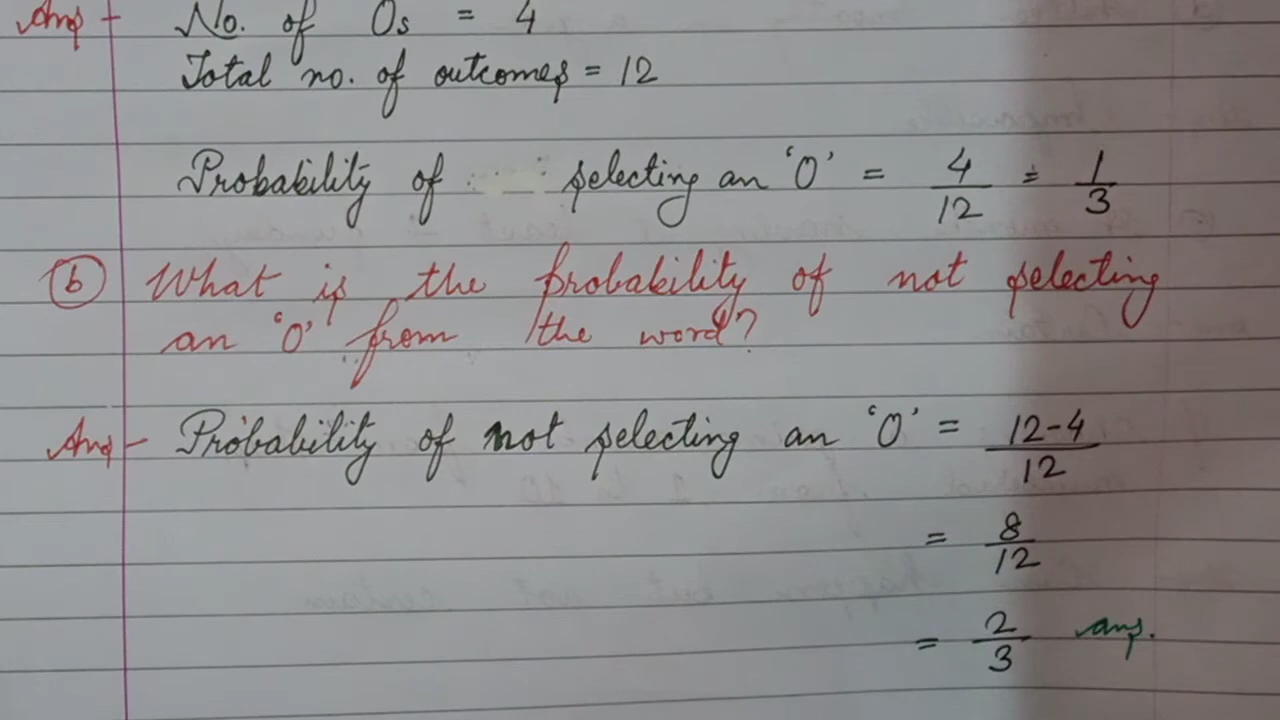 Ans - No. of Os = 4
Total no. of outcomes = 12
Probability of selecting an 'O' = 4/12 = 1/3
(b) What is the probability of not selecting
an 'O' from the word?
Ans - Probability of not selecting an 'O' = 12-4/12
= 8/12
= 2/3 ans.